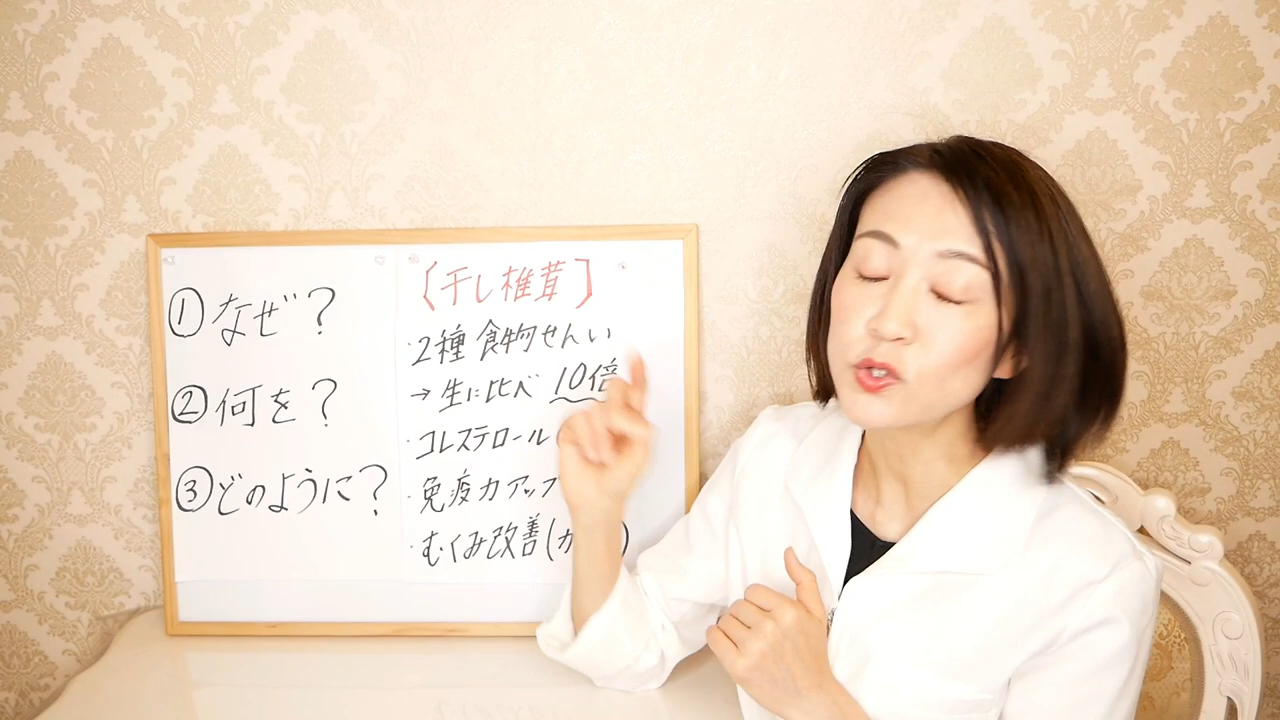 ①なぜ？
②何を？
③どのように？
〔干し椎茸〕
・2種 食物せんい
→生に比べ 10倍
・コレステロール
・免疫力アップ
・むくみ改善(カ